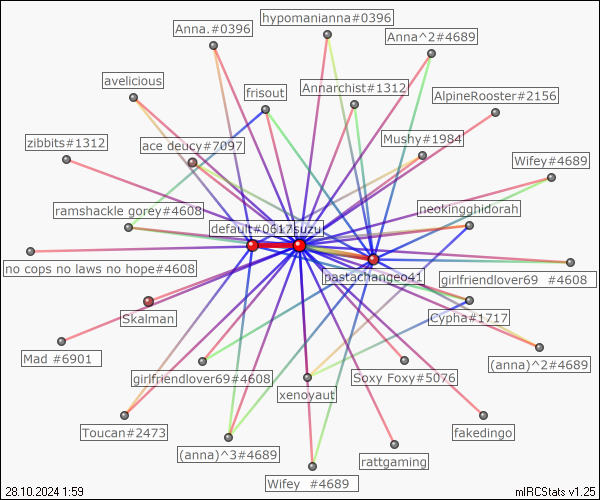 hypomanianna#0396
Anna.#0396
Anna^2#4689
avelicious
frisout
Annarchist#1312
AlpineRooster#2156
zibbits#1312
ace deucy#7097
Mushy#1984
Wifey#4689
ramshackle gorey#4608
default#0617suzu
neokingghidorah
no cops no laws no hope#4608
pastachangeo41
girlfriendlover69 #4608
Skalman
Cypha#1717
Mad #6901
girlfriendlover69#4608
Soxy Foxy#5076
(anna)^2#4689
xenoyaut
Toucan#2473
fakedingo
(anna)^3#4689
rattgaming
Wifey #4689
28.10.2024 1:59
mIRCStats v1.25